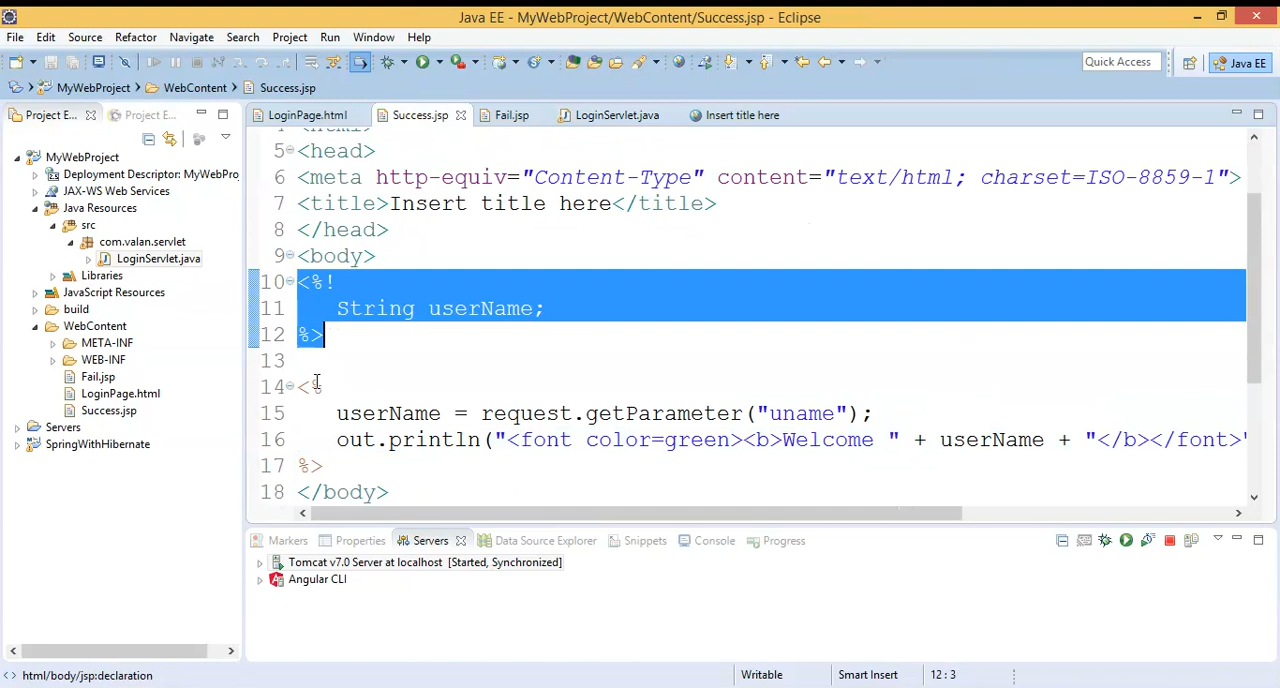 Java EE - MyWebProject/WebContent/Success.jsp - Eclipse
File Edit Source Refactor Navigate Search Project Run Window Help
Quick Access Java EE
MyWebProject WebContent Success.jsp
Project E... Project E...
MyWebProject
Deployment Descriptor: MyWebPro
JAX-WS Web Services
Java Resources
src
com.valan.servlet
LoginServlet.java
Libraries
JavaScript Resources
build
WebContent
META-INF
WEB-INF
Fail.jsp
LoginPage.html
Success.jsp
Servers
SpringWithHibernate
LoginPage.html Success.jsp Fail.jsp LoginServlet.java Insert title here
5 <head>
6 <meta http-equiv="Content-Type" content="text/html; charset=ISO-8859-1">
7 <title>Insert title here</title>
8 </head>
9 <body>
10 <%!
11 String userName;
12 %>
13
14 <%
15 userName = request.getParameter("uname");
16 out.println("<font color=green><b>Welcome " + userName + "</b></font>"
17 %>
18 </body>
Markers Properties Servers Data Source Explorer Snippets Console Progress
Tomcat v7.0 Server at localhost [Started, Synchronized]
Angular CLI
html/body/jsp:declaration Writable Smart Insert 12 : 3